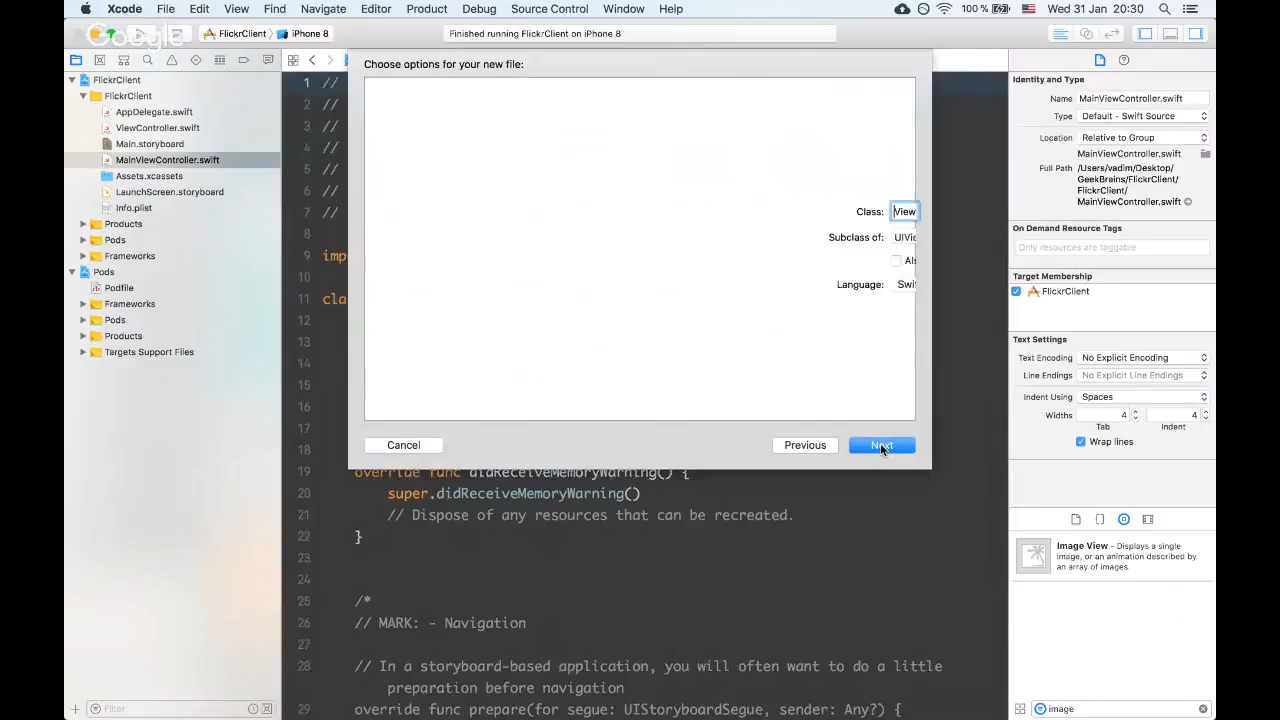 Xcode File Edit View Find Navigate Editor Product Debug Source Control Window Help 100 % Wed 31 Jan 20:30
Google
FlickrClient iPhone 8
Finished running FlickrClient on iPhone 8
FlickrClient
FlickrClient
AppDelegate.swift
ViewController.swift
Main.storyboard
MainViewController.swift
Assets.xcassets
LaunchScreen.storyboard
Info.plist
Products
Pods
Frameworks
Pods
Podfile
Frameworks
Pods
Products
Targets Support Files
Filter
Choose options for your new file:
Class: View
Subclass of: UIVie
Als
Language: Swif
Cancel
Previous
Next
1 //
2 //
3 //
4 //
5 //
6 //
7 //
8
9 imp
10
11 cla
12
13
14
15
16
17
18
19 override func didReceiveMemoryWarning() {
20 super.didReceiveMemoryWarning()
21 // Dispose of any resources that can be recreated.
22 }
23
24
25 /*
26 // MARK: - Navigation
27
28 // In a storyboard-based application, you will often want to do a little
preparation before navigation
29 override func prepare(for segue: UIStoryboardSegue, sender: Any?) {
Identity and Type
Name MainViewController.swift
Type Default - Swift Source
Location Relative to Group
MainViewController.swift
Full Path /Users/vadim/Desktop/
GeekBrains/FlickrClient/
FlickrClient/
MainViewController.swift
On Demand Resource Tags
Only resources are taggable
Target Membership
FlickrClient
Text Settings
Text Encoding No Explicit Encoding
Line Endings No Explicit Line Endings
Indent Using Spaces
Widths 4 4
Tab Indent
Wrap lines
Image View - Displays a single
image, or an animation described by
an array of images.
image